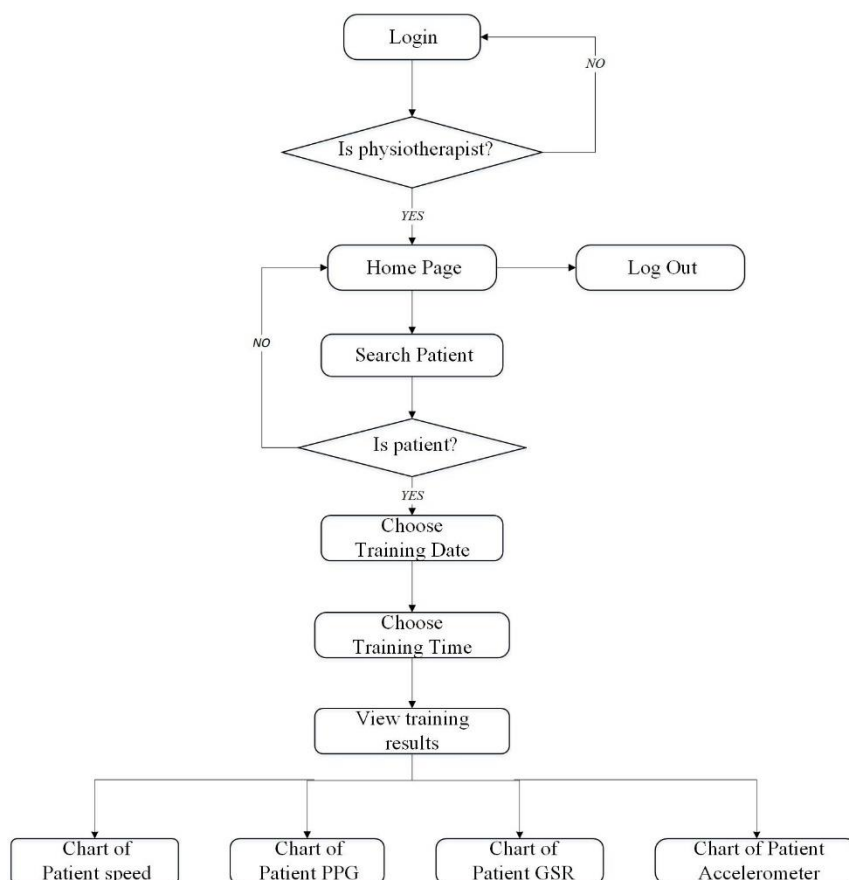 Login
NO
Is physiotherapist?
YES
Home Page
Log Out
NO
Search Patient
Is patient?
YES
Choose
Training Date
Choose
Training Time
View training
results
Chart of
Patient speed
Chart of
Patient PPG
Chart of
Patient GSR
Chart of Patient
Accelerometer